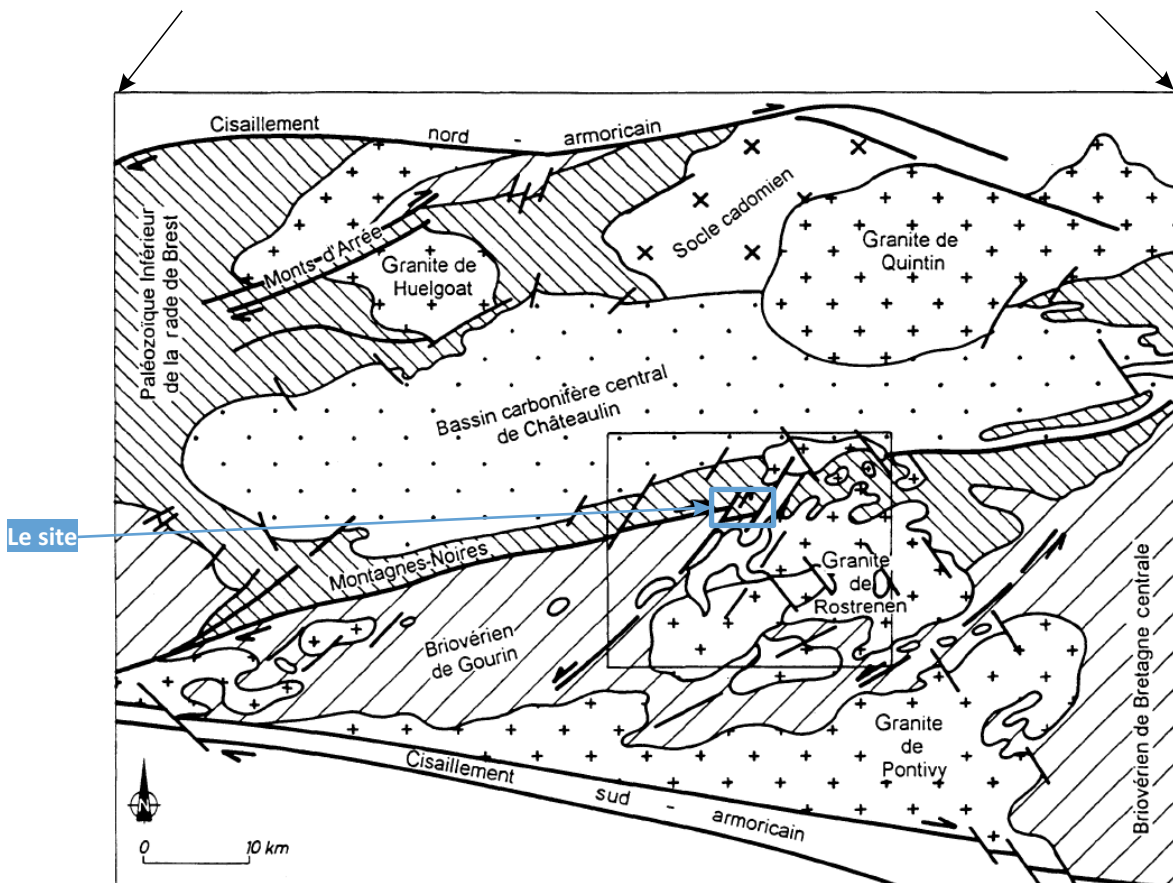 Cisaillement nord - armoricain
Paléozoïque Inférieur
de la rade de Brest
Monts-d'Arrée
Granite de
Huelgoat
Socle cadomien
Granite de
Quintin
Bassin carbonifère central
de Châteaulin
Le site
Montagnes-Noires
Granite
de
Rostrenen
Briovérien
de Gourin
Briovérien de Bretagne centrale
Granite
de
Pontivy
Cisaillement sud - armoricain
N
0 10 km